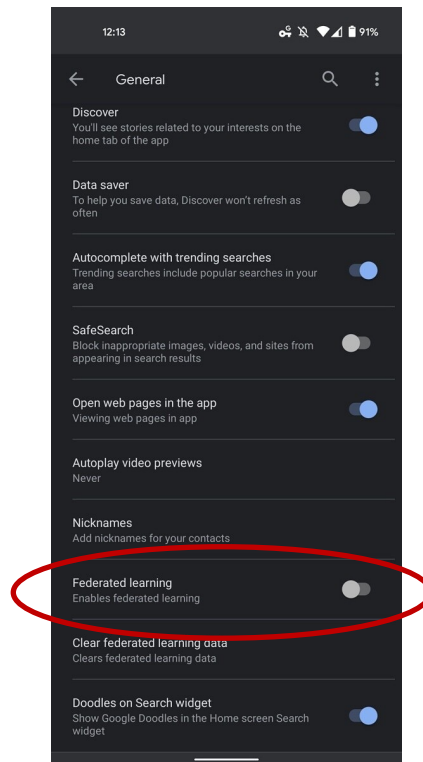 12:13
91%
General
Discover
You'll see stories related to your interests on the
home tab of the app
Data saver
To help you save data, Discover won't refresh as
often
Autocomplete with trending searches
Trending searches include popular searches in your
area
SafeSearch
Block inappropriate images, videos, and sites from
appearing in search results
Open web pages in the app
Viewing web pages in app
Autoplay video previews
Never
Nicknames
Add nicknames for your contacts
Federated learning
Enables federated learning
Clear federated learning data
Clears federated learning data
Doodles on Search widget
Show Google Doodles in the Home screen Search
widget